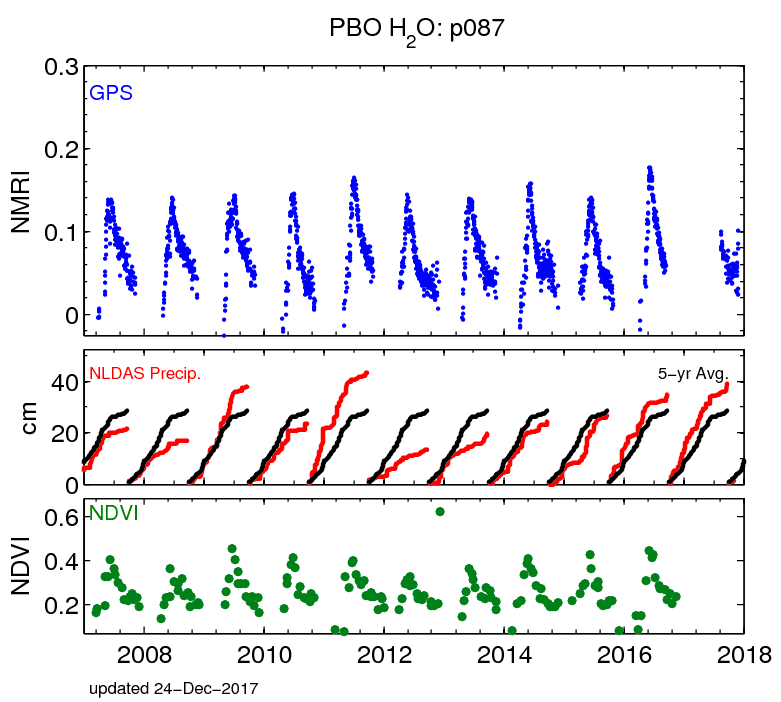 PBO H2O: p087
0.3
GPS
0.2
NMRI
0.1
0
NLDAS Precip.
5−yr Avg.
40
cm
20
0
NDVI
0.6
NDVI
0.4
0.2
2008 2010 2012 2014 2016 2018
updated 24−Dec−2017